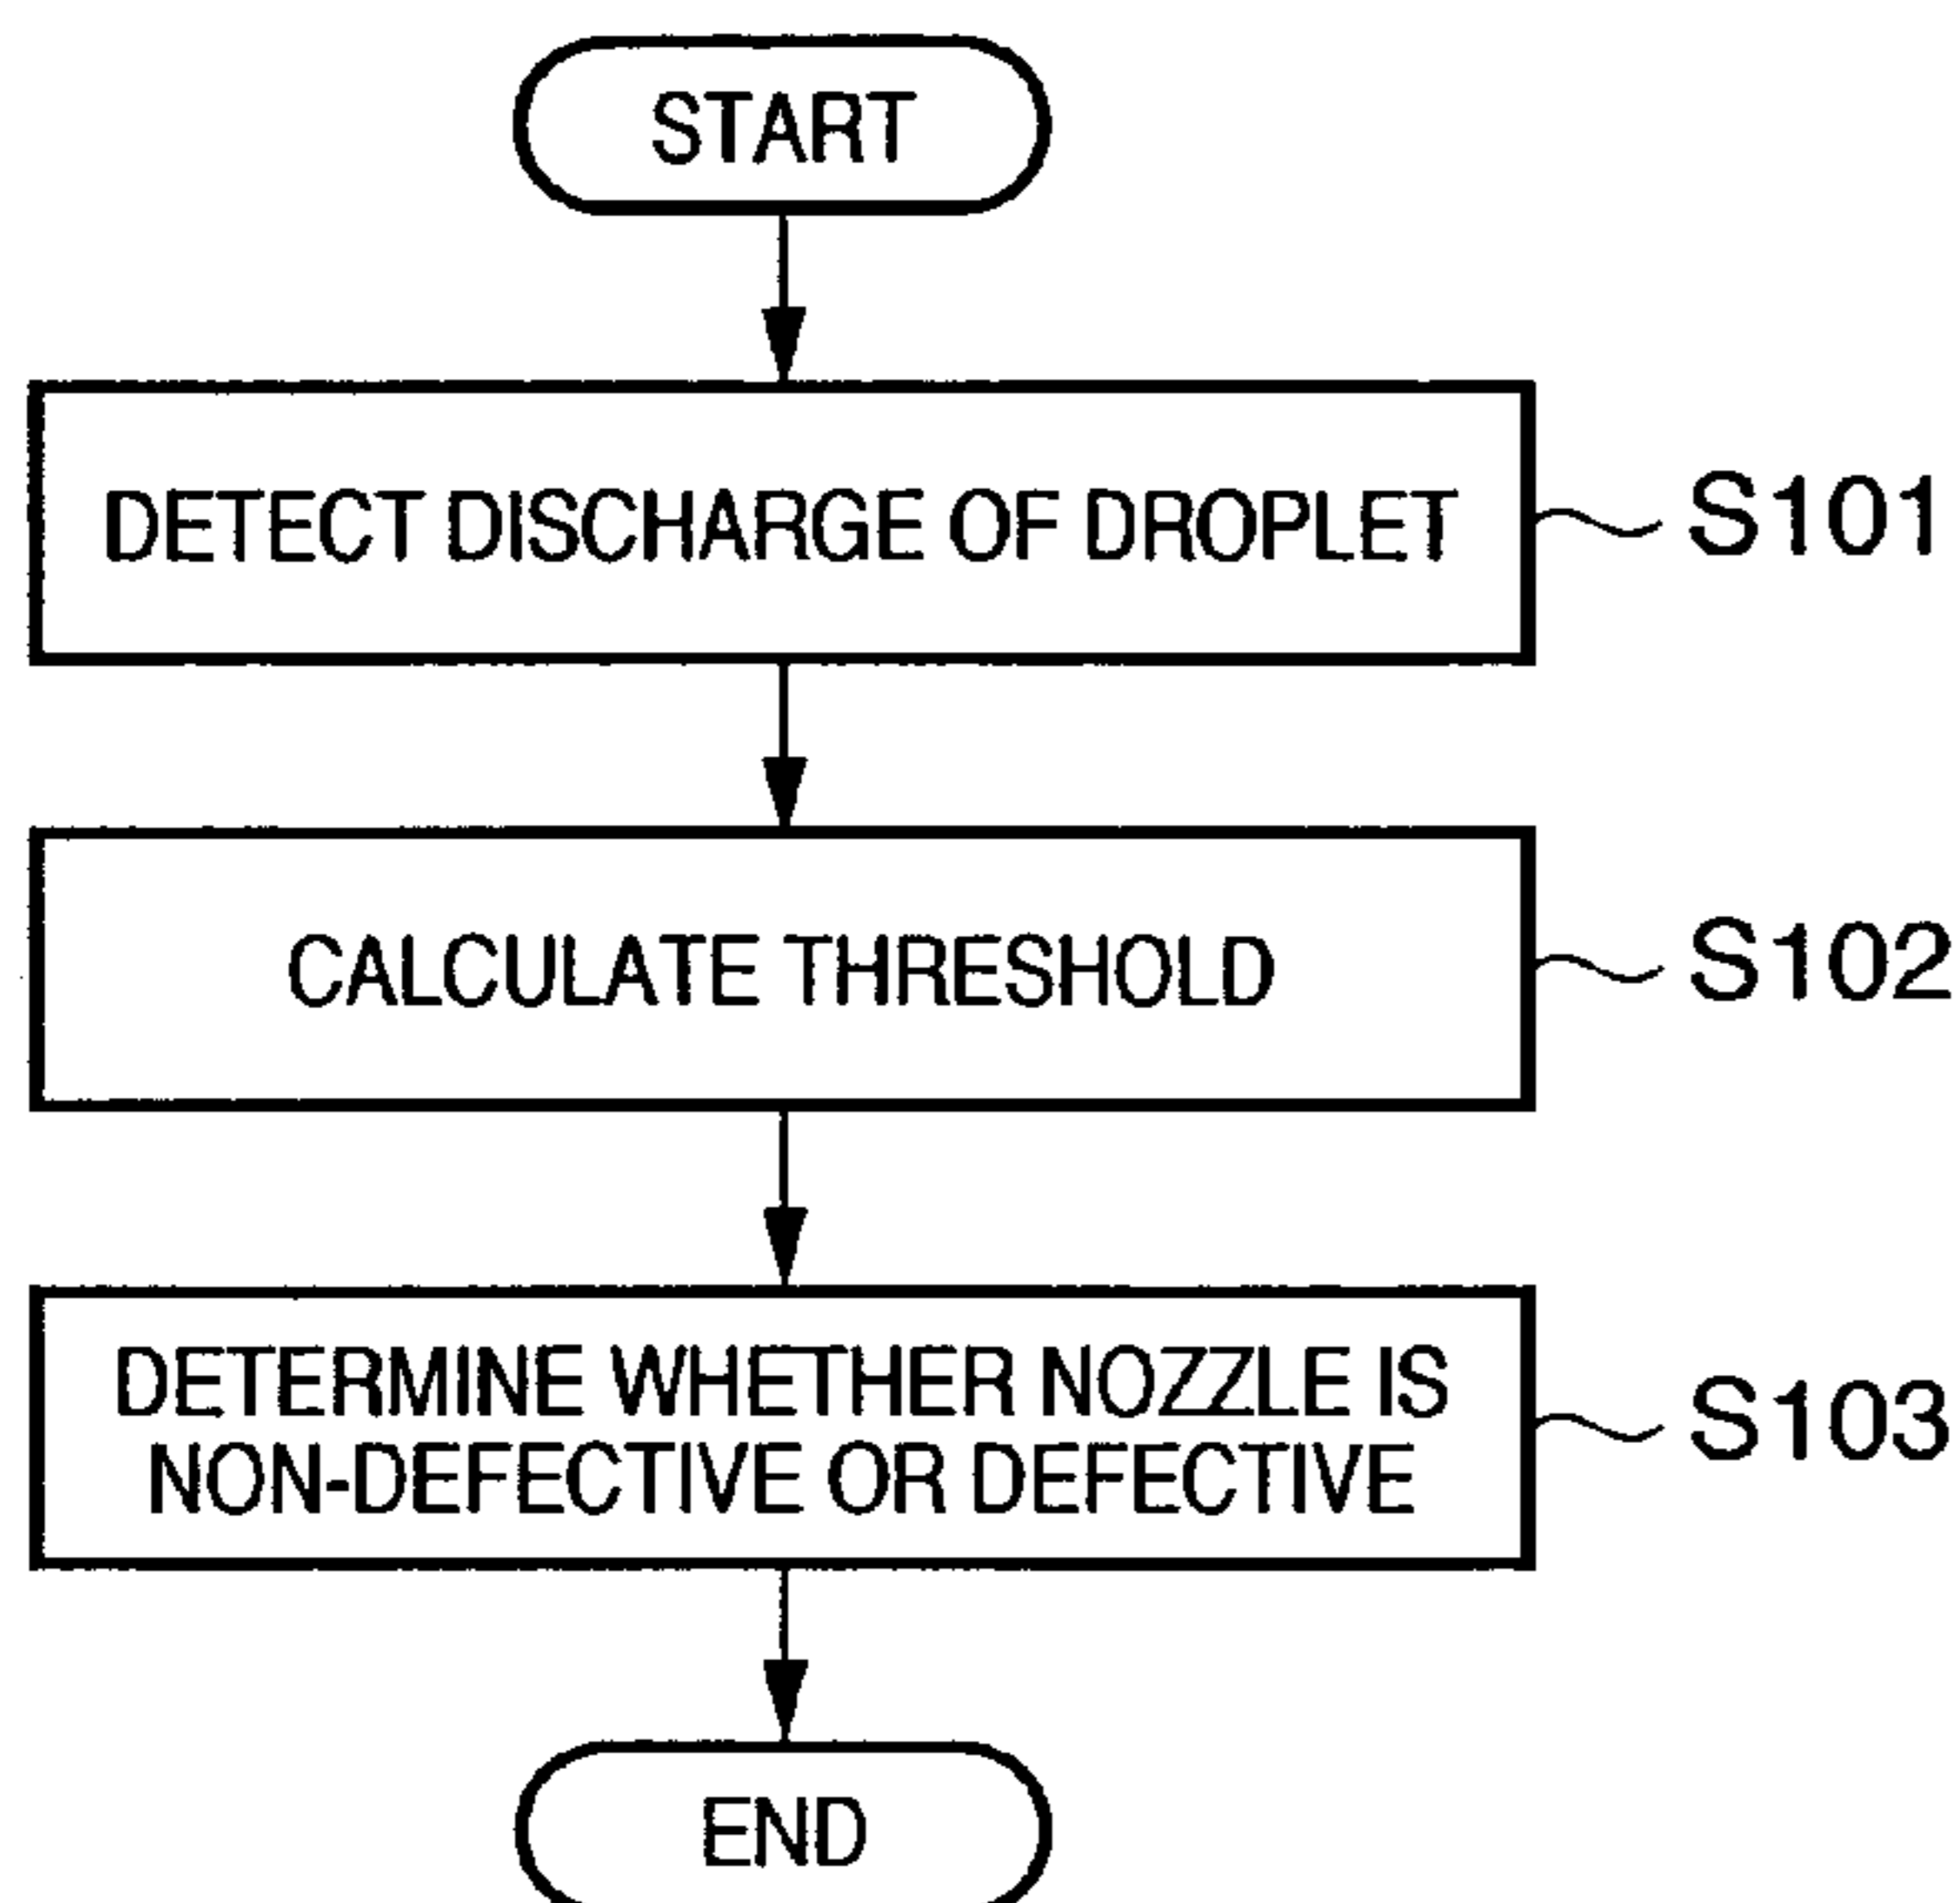 START
DETECT DISCHARGE OF DROPLET
S101
CALCULATE THRESHOLD
S102
DETERMINE WHETHER NOZZLE IS
NON-DEFECTIVE OR DEFECTIVE
S103
END